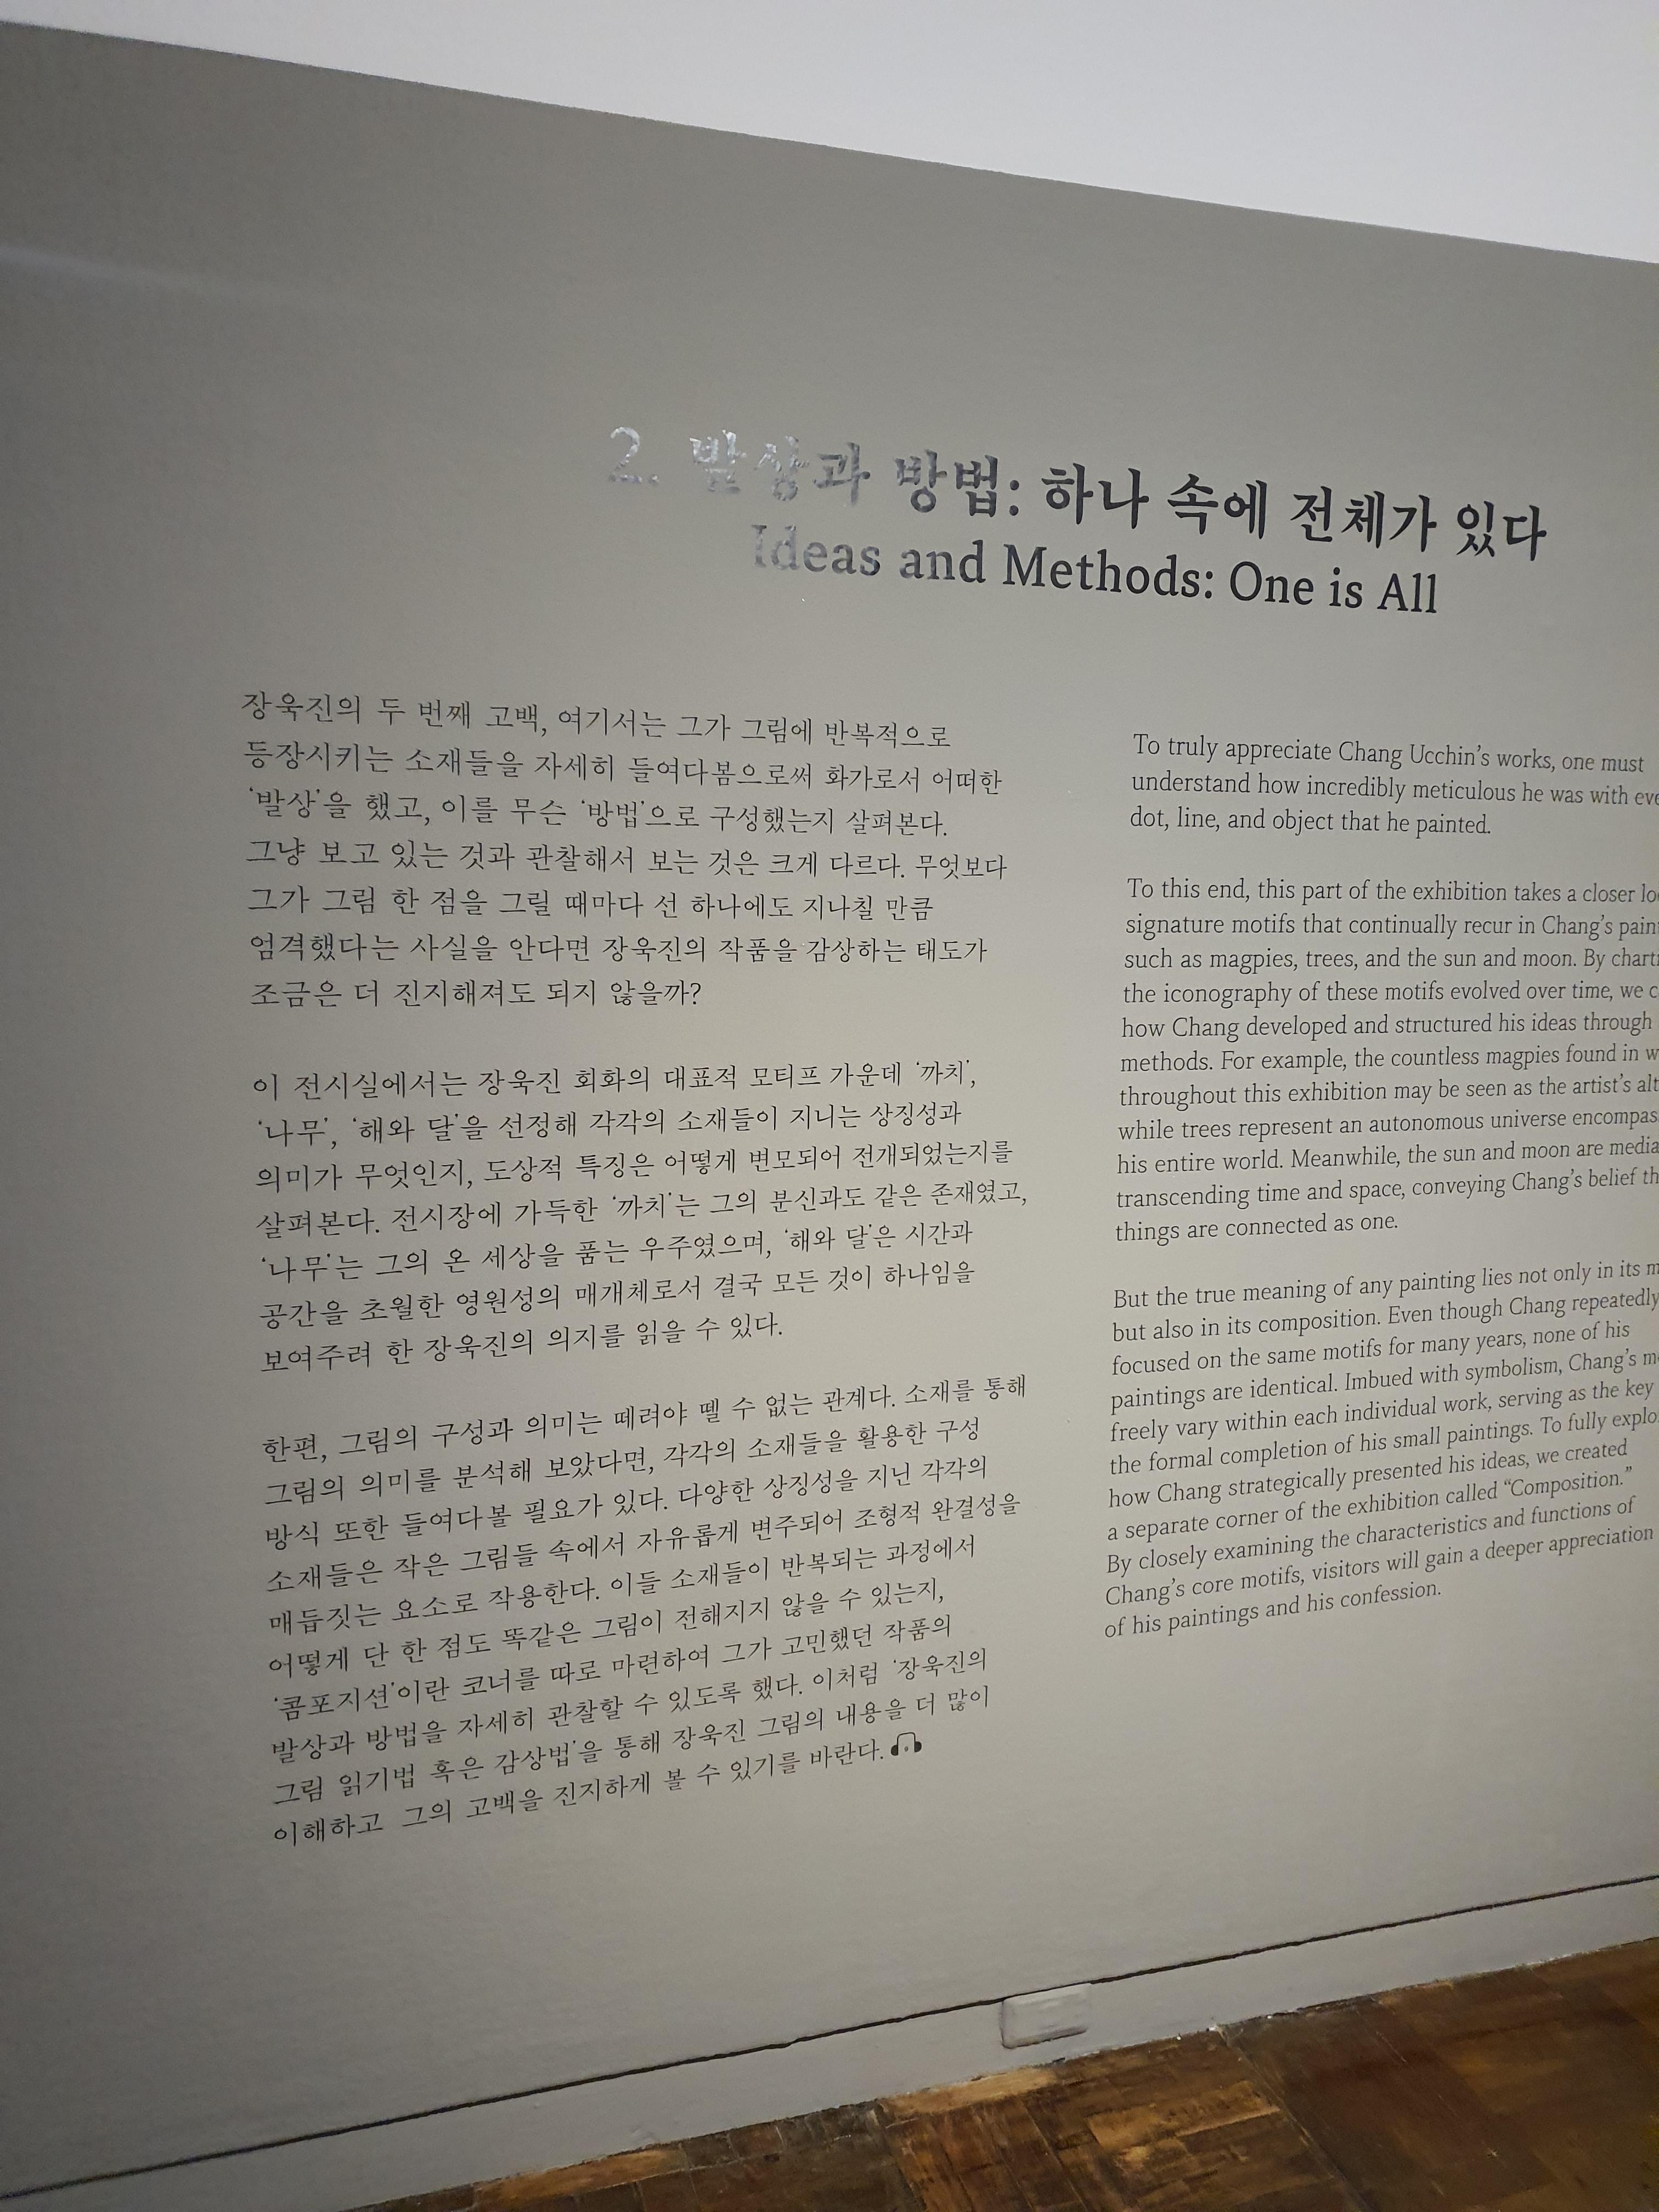 2. 발상과 방법: 하나 속에 전체가 있다
Ideas and Methods: One is All
장욱진의 두 번째 고백, 여기서는 그가 그림에 반복적으로
등장시키는 소재들을 자세히 들여다봄으로써 화가로서 어떠한
‘발상’을 했고, 이를 무슨 ‘방법’으로 구성했는지 살펴본다.
그냥 보고 있는 것과 관찰해서 보는 것은 크게 다르다. 무엇보다
그가 그림 한 점을 그릴 때마다 선 하나에도 지나칠 만큼
엄격했다는 사실을 안다면 장욱진의 작품을 감상하는 태도가
조금은 더 진지해져도 되지 않을까?
이 전시실에서는 장욱진 회화의 대표적 모티프 가운데 ‘까치’,
‘나무’, ‘해와 달’을 선정해 각각의 소재들이 지니는 상징성과
의미가 무엇인지, 도상적 특징은 어떻게 변모되어 전개되었는지를
살펴본다. 전시장에 가득한 ‘까치’는 그의 분신과도 같은 존재였고,
‘나무’는 그의 온 세상을 품는 우주였으며, ‘해와 달’은 시간과
공간을 초월한 영원성의 매개체로서 결국 모든 것이 하나임을
보여주려 한 장욱진의 의지를 읽을 수 있다.
한편, 그림의 구성과 의미는 떼려야 뗄 수 없는 관계다. 소재를 통해
그림의 의미를 분석해 보았다면, 각각의 소재들을 활용한 구성
방식 또한 들여다볼 필요가 있다. 다양한 상징성을 지닌 각각의
소재들은 작은 그림들 속에서 자유롭게 변주되어 조형적 완결성을
매듭짓는 요소로 작용한다. 이들 소재들이 반복되는 과정에서
어떻게 단 한 점도 똑같은 그림이 전해지지 않을 수 있는지,
‘콤포지션’이란 코너를 따로 마련하여 그가 고민했던 작품의
발상과 방법을 자세히 관찰할 수 있도록 했다. 이처럼 ‘장욱진의
그림 읽기법 혹은 감상법’을 통해 장욱진 그림의 내용을 더 많이
이해하고 그의 고백을 진지하게 볼 수 있기를 바란다.
To truly appreciate Chang Ucchin’s works, one must
understand how incredibly meticulous he was with
dot, line, and object that he painted.
To this end, this part of the exhibition takes a closer
signature motifs that continually recur in Chang’s
such as magpies, trees, and the sun and moon. By
the iconography of these motifs evolved over time, we
how Chang developed and structured his ideas through
methods. For example, the countless magpies found in
throughout this exhibition may be seen as the artist’s
while trees represent an autonomous universe
his entire world. Meanwhile, the sun and moon are
transcending time and space, conveying Chang’s belief
things are connected as one.
But the true meaning of any painting lies not only in its
but also in its composition. Even though Chang repeatedly
focused on the same motifs for many years, none of his
paintings are identical. Imbued with symbolism, Chang’s
freely vary within each individual work, serving as the key
the formal completion of his small paintings. To fully
how Chang strategically presented his ideas, we created
a separate corner of the exhibition called “Composition.”
By closely examining the characteristics and functions of
Chang’s core motifs, visitors will gain a deeper appreciation
of his paintings and his confession.